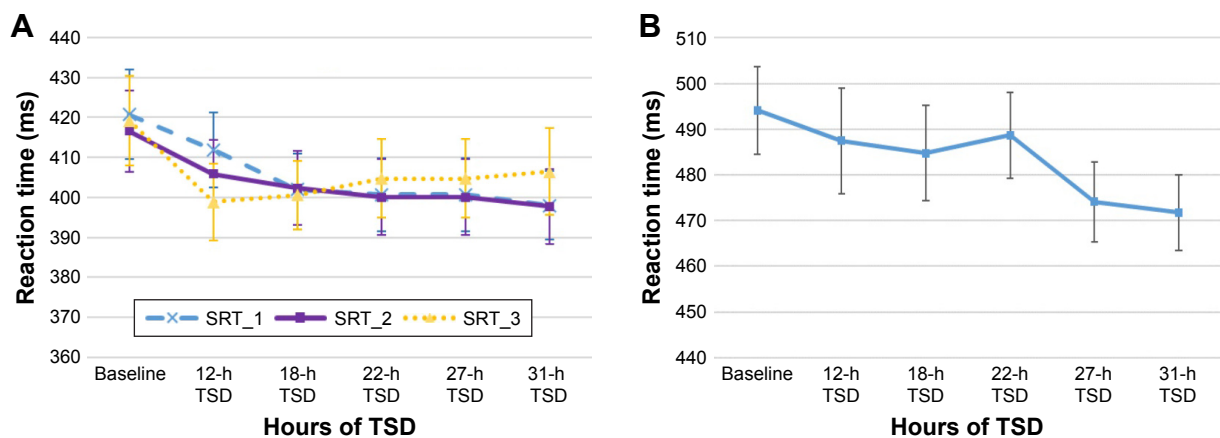 A
440
430
420
410
400
390
380
370
360
Reaction time (ms)
SRT_1 SRT_2 SRT_3
Baseline 12-h 18-h 22-h 27-h 31-h
TSD TSD TSD TSD TSD
Hours of TSD
B
510
500
490
480
470
460
450
440
Reaction time (ms)
Baseline 12-h 18-h 22-h 27-h 31-h
TSD TSD TSD TSD TSD
Hours of TSD